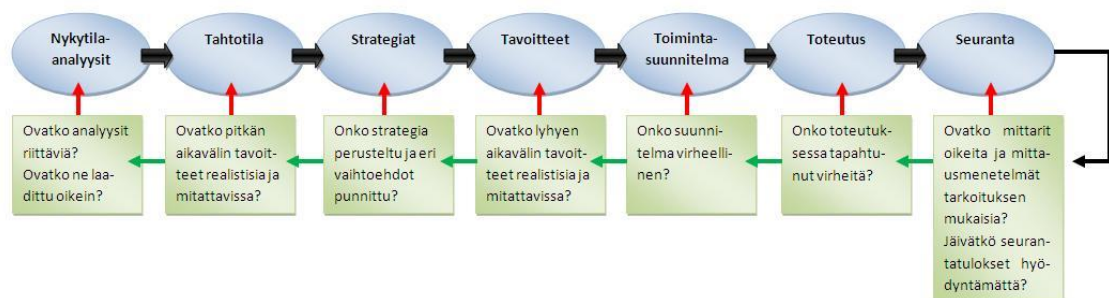 Nykytila-
analyysit
Tahtotila
Strategiat
Tavoitteet
Toiminta-
suunnitelma
Toteutus
Seuranta
Ovatko analyysit
riittäviä?
Ovatko ne laa-
dittu oikein?
Ovatko pitkän
aikavälin tavoit-
teet realistisia ja
mitattavissa?
Onko strategia
perusteltu ja eri
vaihtoehdot
punnittu?
Ovatko lyhyen
aikavälin tavoit-
teet realistisia ja
mitattavissa?
Onko suunni-
telma virheelli-
nen?
Onko toteutuk-
sessa tapahtu-
nut virheitä?
Ovatko mittarit
oikeita ja mitta-
usmenetelmät
tarkoituksen
mukaisia?
Jäivätkö seuran-
tatulokset hyö-
dyntämättä?